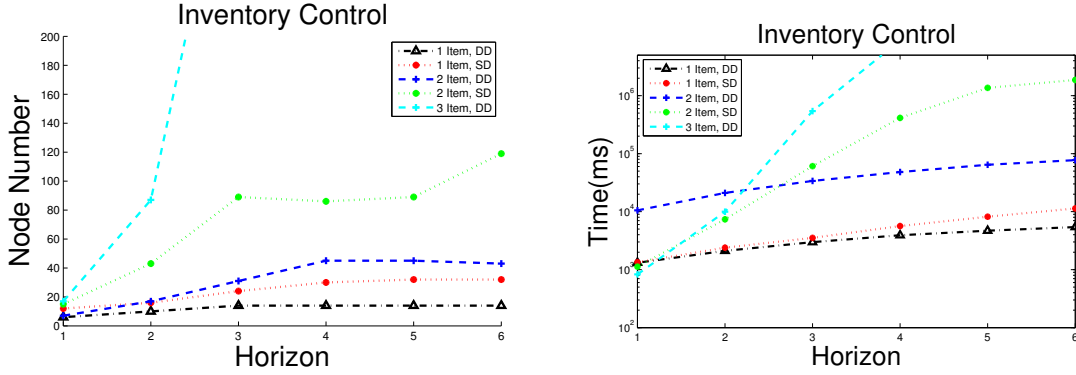 Inventory Control
Node Number
200
180
160
140
120
100
80
60
40
20
0
1 Item, DD
1 Item, SD
2 Item, DD
2 Item, SD
3 Item, DD
1 2 3 4 5 6
Horizon
Inventory Control
Time(ms)
10^6
10^5
10^4
10^3
10^2
1 Item, DD
1 Item, SD
2 Item, DD
2 Item, SD
3 Item, DD
1 2 3 4 5 6
Horizon